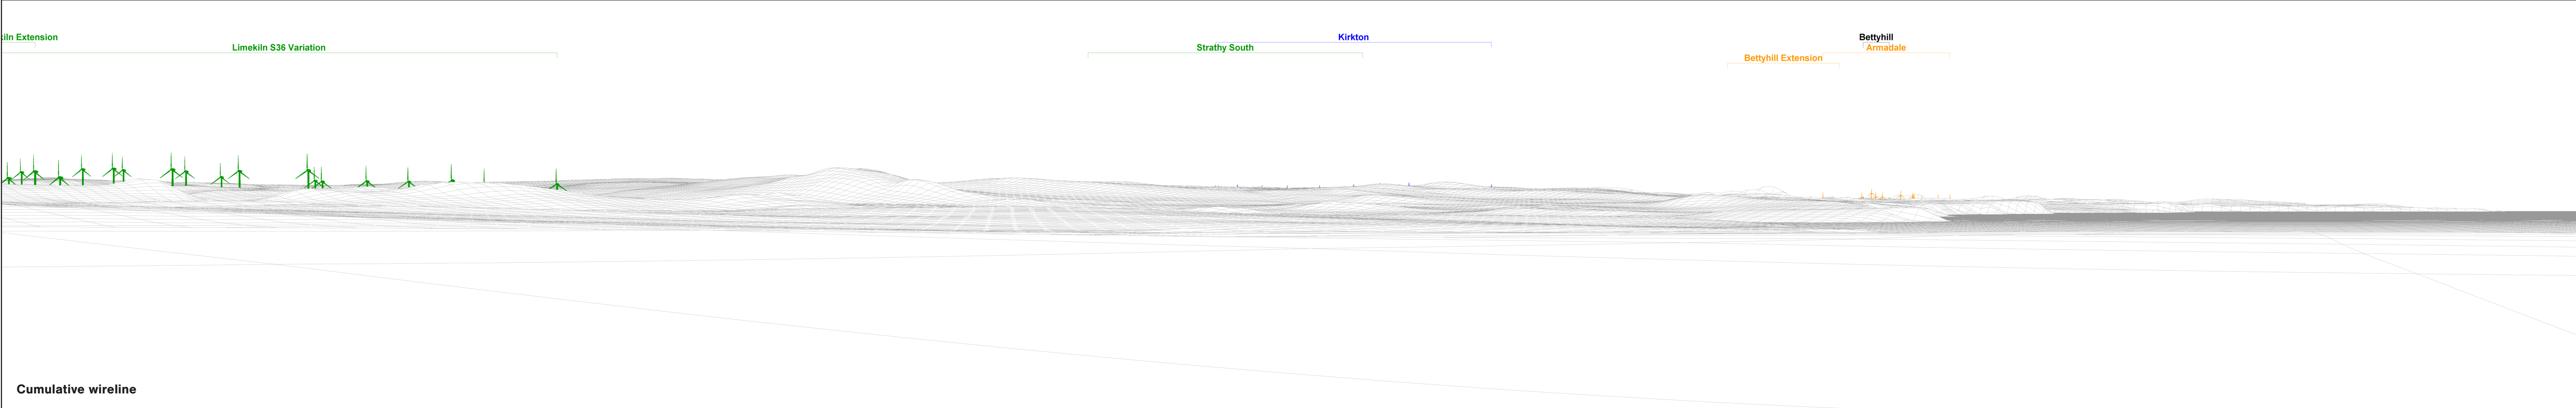 iln Extension
Limekiln S36 Variation
Strathy South
Kirkton
Bettyhill
Armadale
Bettyhill Extension
Cumulative wireline